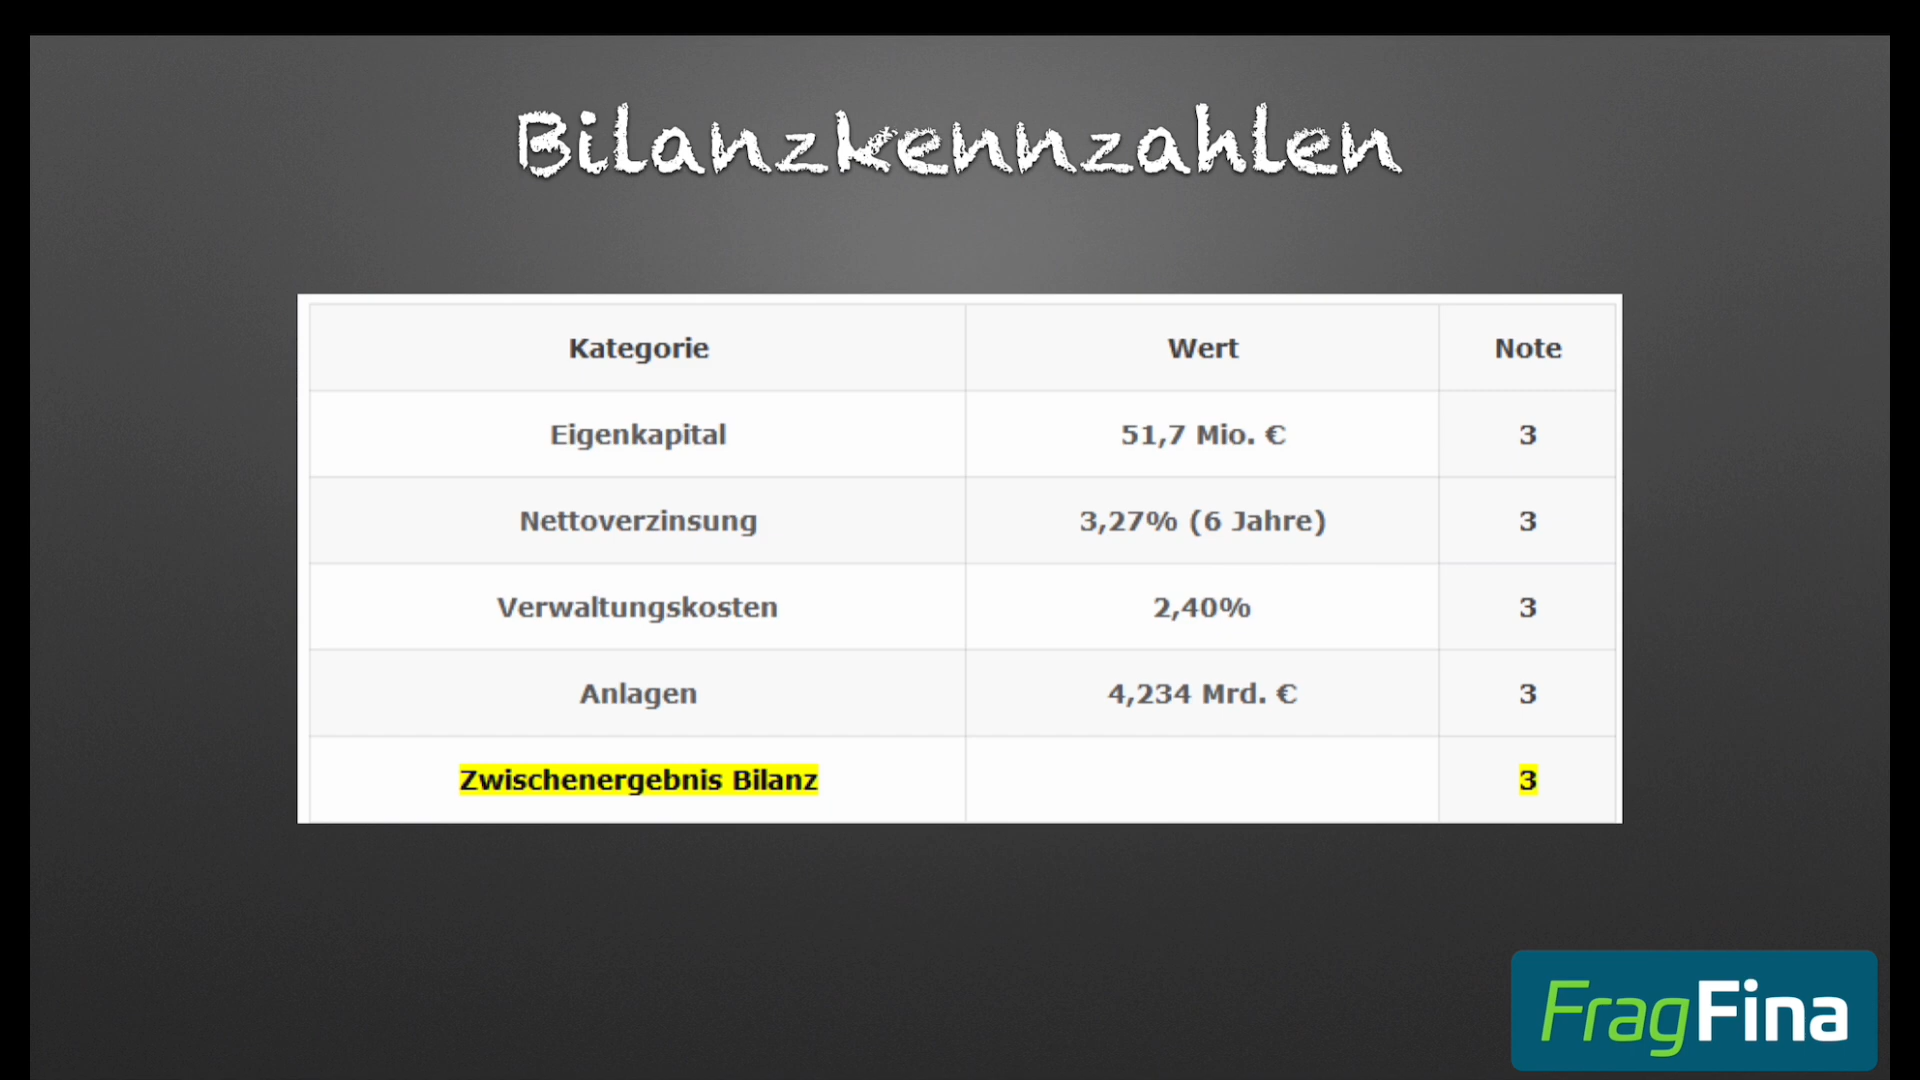 Bilanzkennzahlen
Kategorie Wert Note
Eigenkapital 51,7 Mio. € 3
Nettoverzinsung 3,27% (6 Jahre) 3
Verwaltungskosten 2,40% 3
Anlagen 4,234 Mrd. € 3
Zwischenergebnis Bilanz 3
FragFina